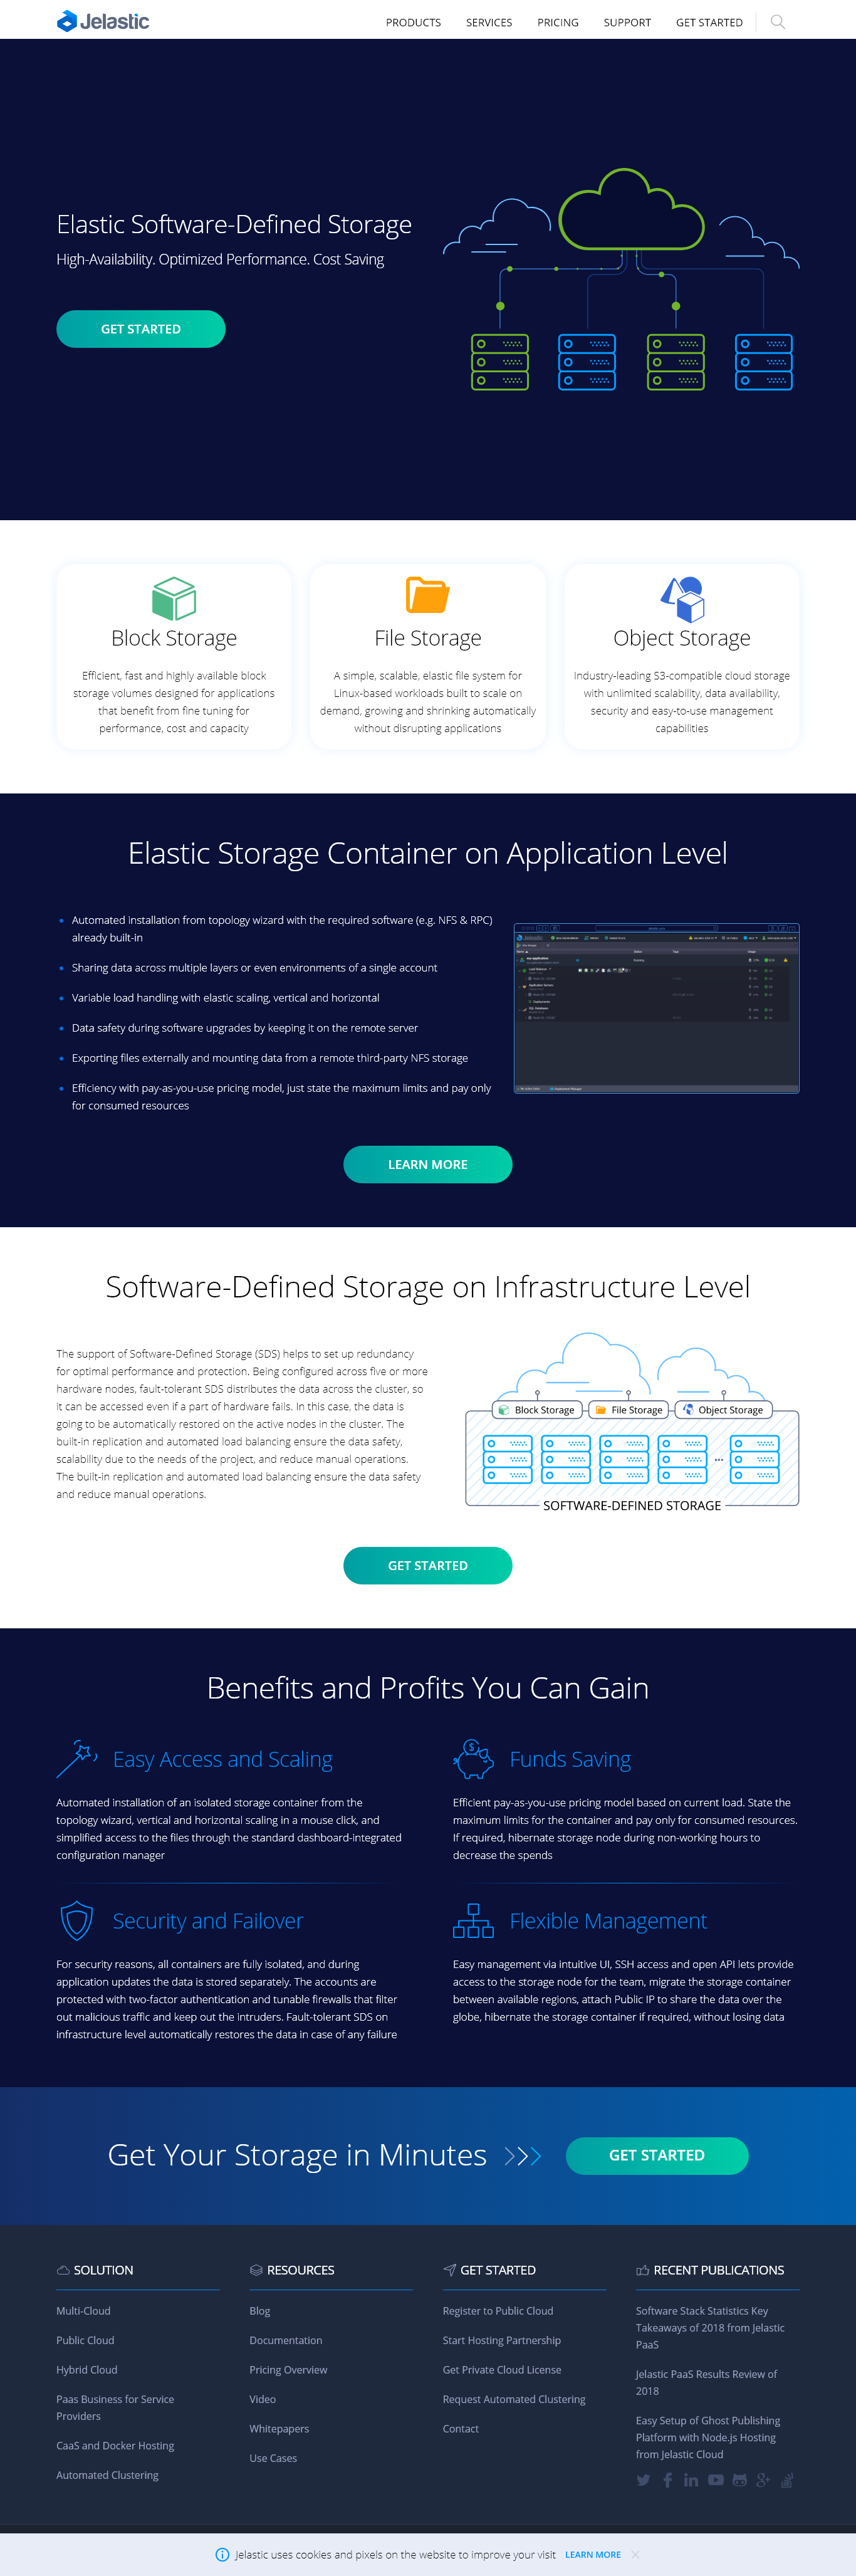 Jelastic
PRODUCTS SERVICES PRICING SUPPORT GET STARTED
Elastic Software-Defined Storage
High-Availability. Optimized Performance. Cost Saving
GET STARTED
Block Storage
Efficient, fast and highly available block
storage volumes designed for applications
that benefit from fine tuning for
performance, cost and capacity
File Storage
A simple, scalable, elastic file system for
Linux-based workloads built to scale on
demand, growing and shrinking automatically
without disrupting applications
Object Storage
Industry-leading S3-compatible cloud storage
with unlimited scalability, data availability,
security and easy-to-use management
capabilities
Elastic Storage Container on Application Level
Automated installation from topology wizard with the required software (e.g. NFS & RPC)
already built-in
Sharing data across multiple layers or even environments of a single account
Variable load handling with elastic scaling, vertical and horizontal
Data safety during software upgrades by keeping it on the remote server
Exporting files externally and mounting data from a remote third-party NFS storage
Efficiency with pay-as-you-use pricing model, just state the maximum limits and pay only
for consumed resources
LEARN MORE
Software-Defined Storage on Infrastructure Level
The support of Software-Defined Storage (SDS) helps to set up redundancy
for optimal performance and protection. Being configured across five or more
hardware nodes, fault-tolerant SDS distributes the data across the cluster, so
it can be accessed even if a part of hardware fails. In this case, the data is
going to be automatically restored on the active nodes in the cluster. The
built-in replication and automated load balancing ensure the data safety,
scalability due to the needs of the project, and reduce manual operations.
The built-in replication and automated load balancing ensure the data safety
and reduce manual operations.
Block Storage File Storage Object Storage
...
SOFTWARE-DEFINED STORAGE
GET STARTED
Benefits and Profits You Can Gain
Easy Access and Scaling
Automated installation of an isolated storage container from the
topology wizard, vertical and horizontal scaling in a mouse click, and
simplified access to the files through the standard dashboard-integrated
configuration manager
Funds Saving
Efficient pay-as-you-use pricing model based on current load. State the
maximum limits for the container and pay only for consumed resources.
If required, hibernate storage node during non-working hours to
decrease the spends
Security and Failover
For security reasons, all containers are fully isolated, and during
application updates the data is stored separately. The accounts are
protected with two-factor authentication and tunable firewalls that filter
out malicious traffic and keep out the intruders. Fault-tolerant SDS on
infrastructure level automatically restores the data in case of any failure
Flexible Management
Easy management via intuitive UI, SSH access and open API lets provide
access to the storage node for the team, migrate the storage container
between available regions, attach Public IP to share the data over the
globe, hibernate the storage container if required, without losing data
Get Your Storage in Minutes
GET STARTED
SOLUTION
Multi-Cloud
Public Cloud
Hybrid Cloud
Paas Business for Service
Providers
CaaS and Docker Hosting
Automated Clustering
RESOURCES
Blog
Documentation
Pricing Overview
Video
Whitepapers
Use Cases
GET STARTED
Register to Public Cloud
Start Hosting Partnership
Get Private Cloud License
Request Automated Clustering
Contact
RECENT PUBLICATIONS
Software Stack Statistics Key
Takeaways of 2018 from Jelastic
PaaS
Jelastic PaaS Results Review of
2018
Easy Setup of Ghost Publishing
Platform with Node.js Hosting
from Jelastic Cloud
Jelastic uses cookies and pixels on the website to improve your visit LEARN MORE